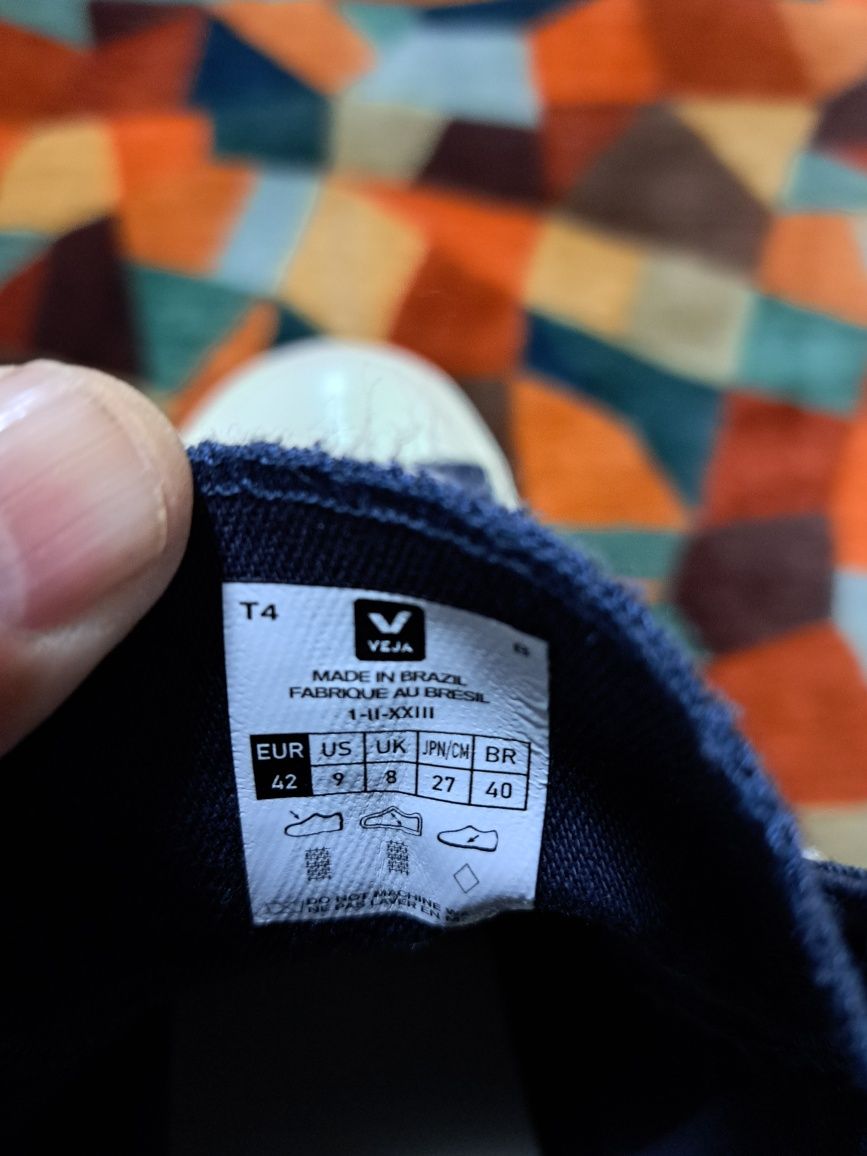 T4
VEJA
MADE IN BRAZIL
FABRIQUE AU BRESIL
1-II-XXIII
EUR US UK JPN/CM BR
42 9 8 27 40
DO NOT MACHINE
NE PAS LAVER EN